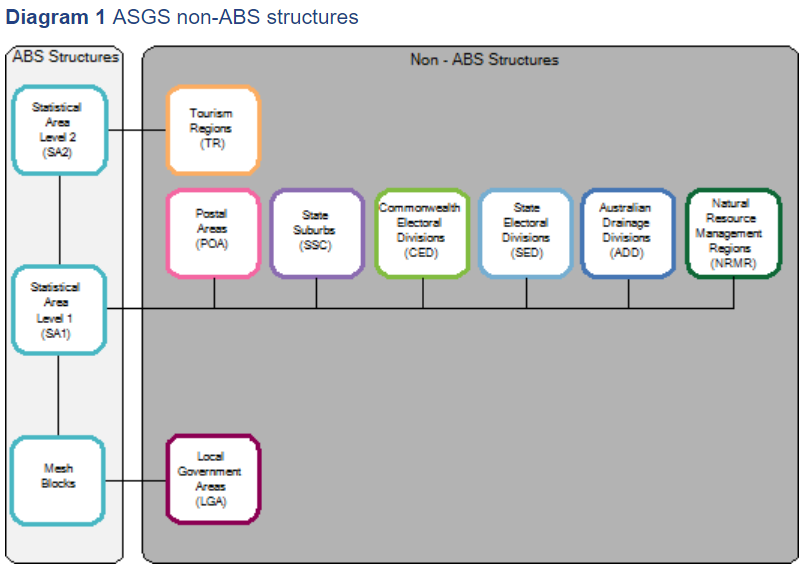 Diagram 1 ASGS non-ABS structures
ABS Structures
Non - ABS Structures
Statistical
Area
Level 2
(SA2)
Tourism
Regions
(TR)
Postal
Areas
(POA)
State
Suburbs
(SSC)
Commonwealth
Electoral
Divisions
(CED)
State
Electoral
Divisions
(SED)
Australian
Drainage
Divisions
(ADD)
Natural
Resource
Management
Regions
(NRMR)
Statistical
Area
Level 1
(SA1)
Mesh
Blocks
Local
Government
Areas
(LGA)